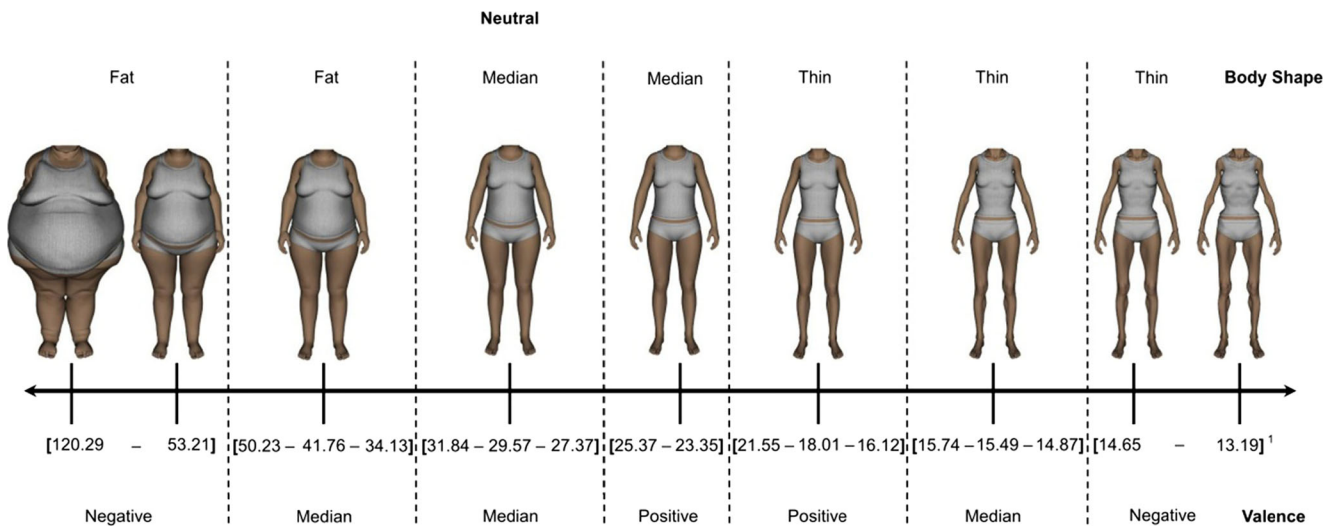 Neutral
Fat Fat Median Median Thin Thin Thin Body Shape
[120.29 – 53.21] [50.23 – 41.76 – 34.13] [31.84 – 29.57 – 27.37] [25.37 – 23.35] [21.55 – 18.01 – 16.12] [15.74 – 15.49 – 14.87] [14.65 – 13.19] 1
Negative Median Median Positive Positive Median Negative Valence